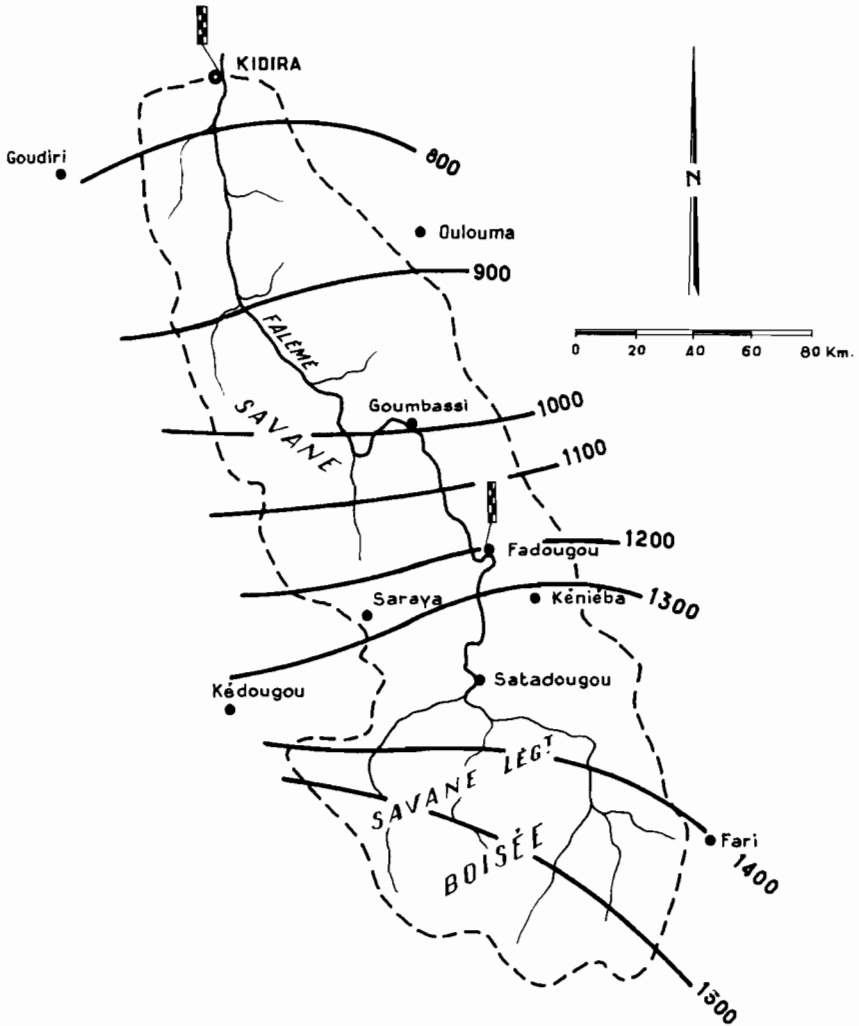 KIDIRA
Goudiri
800
N
Oulouma
900
0 20 40 60 80 Km.
FALÉMÉ
Goumbassi
1000
SAVANE
1100
Fadougou
1200
Saraya
Kéniéba
1300
Kédougou
Satadougou
SAVANE LÉGT
BOISÉE
Fari
1400
1500